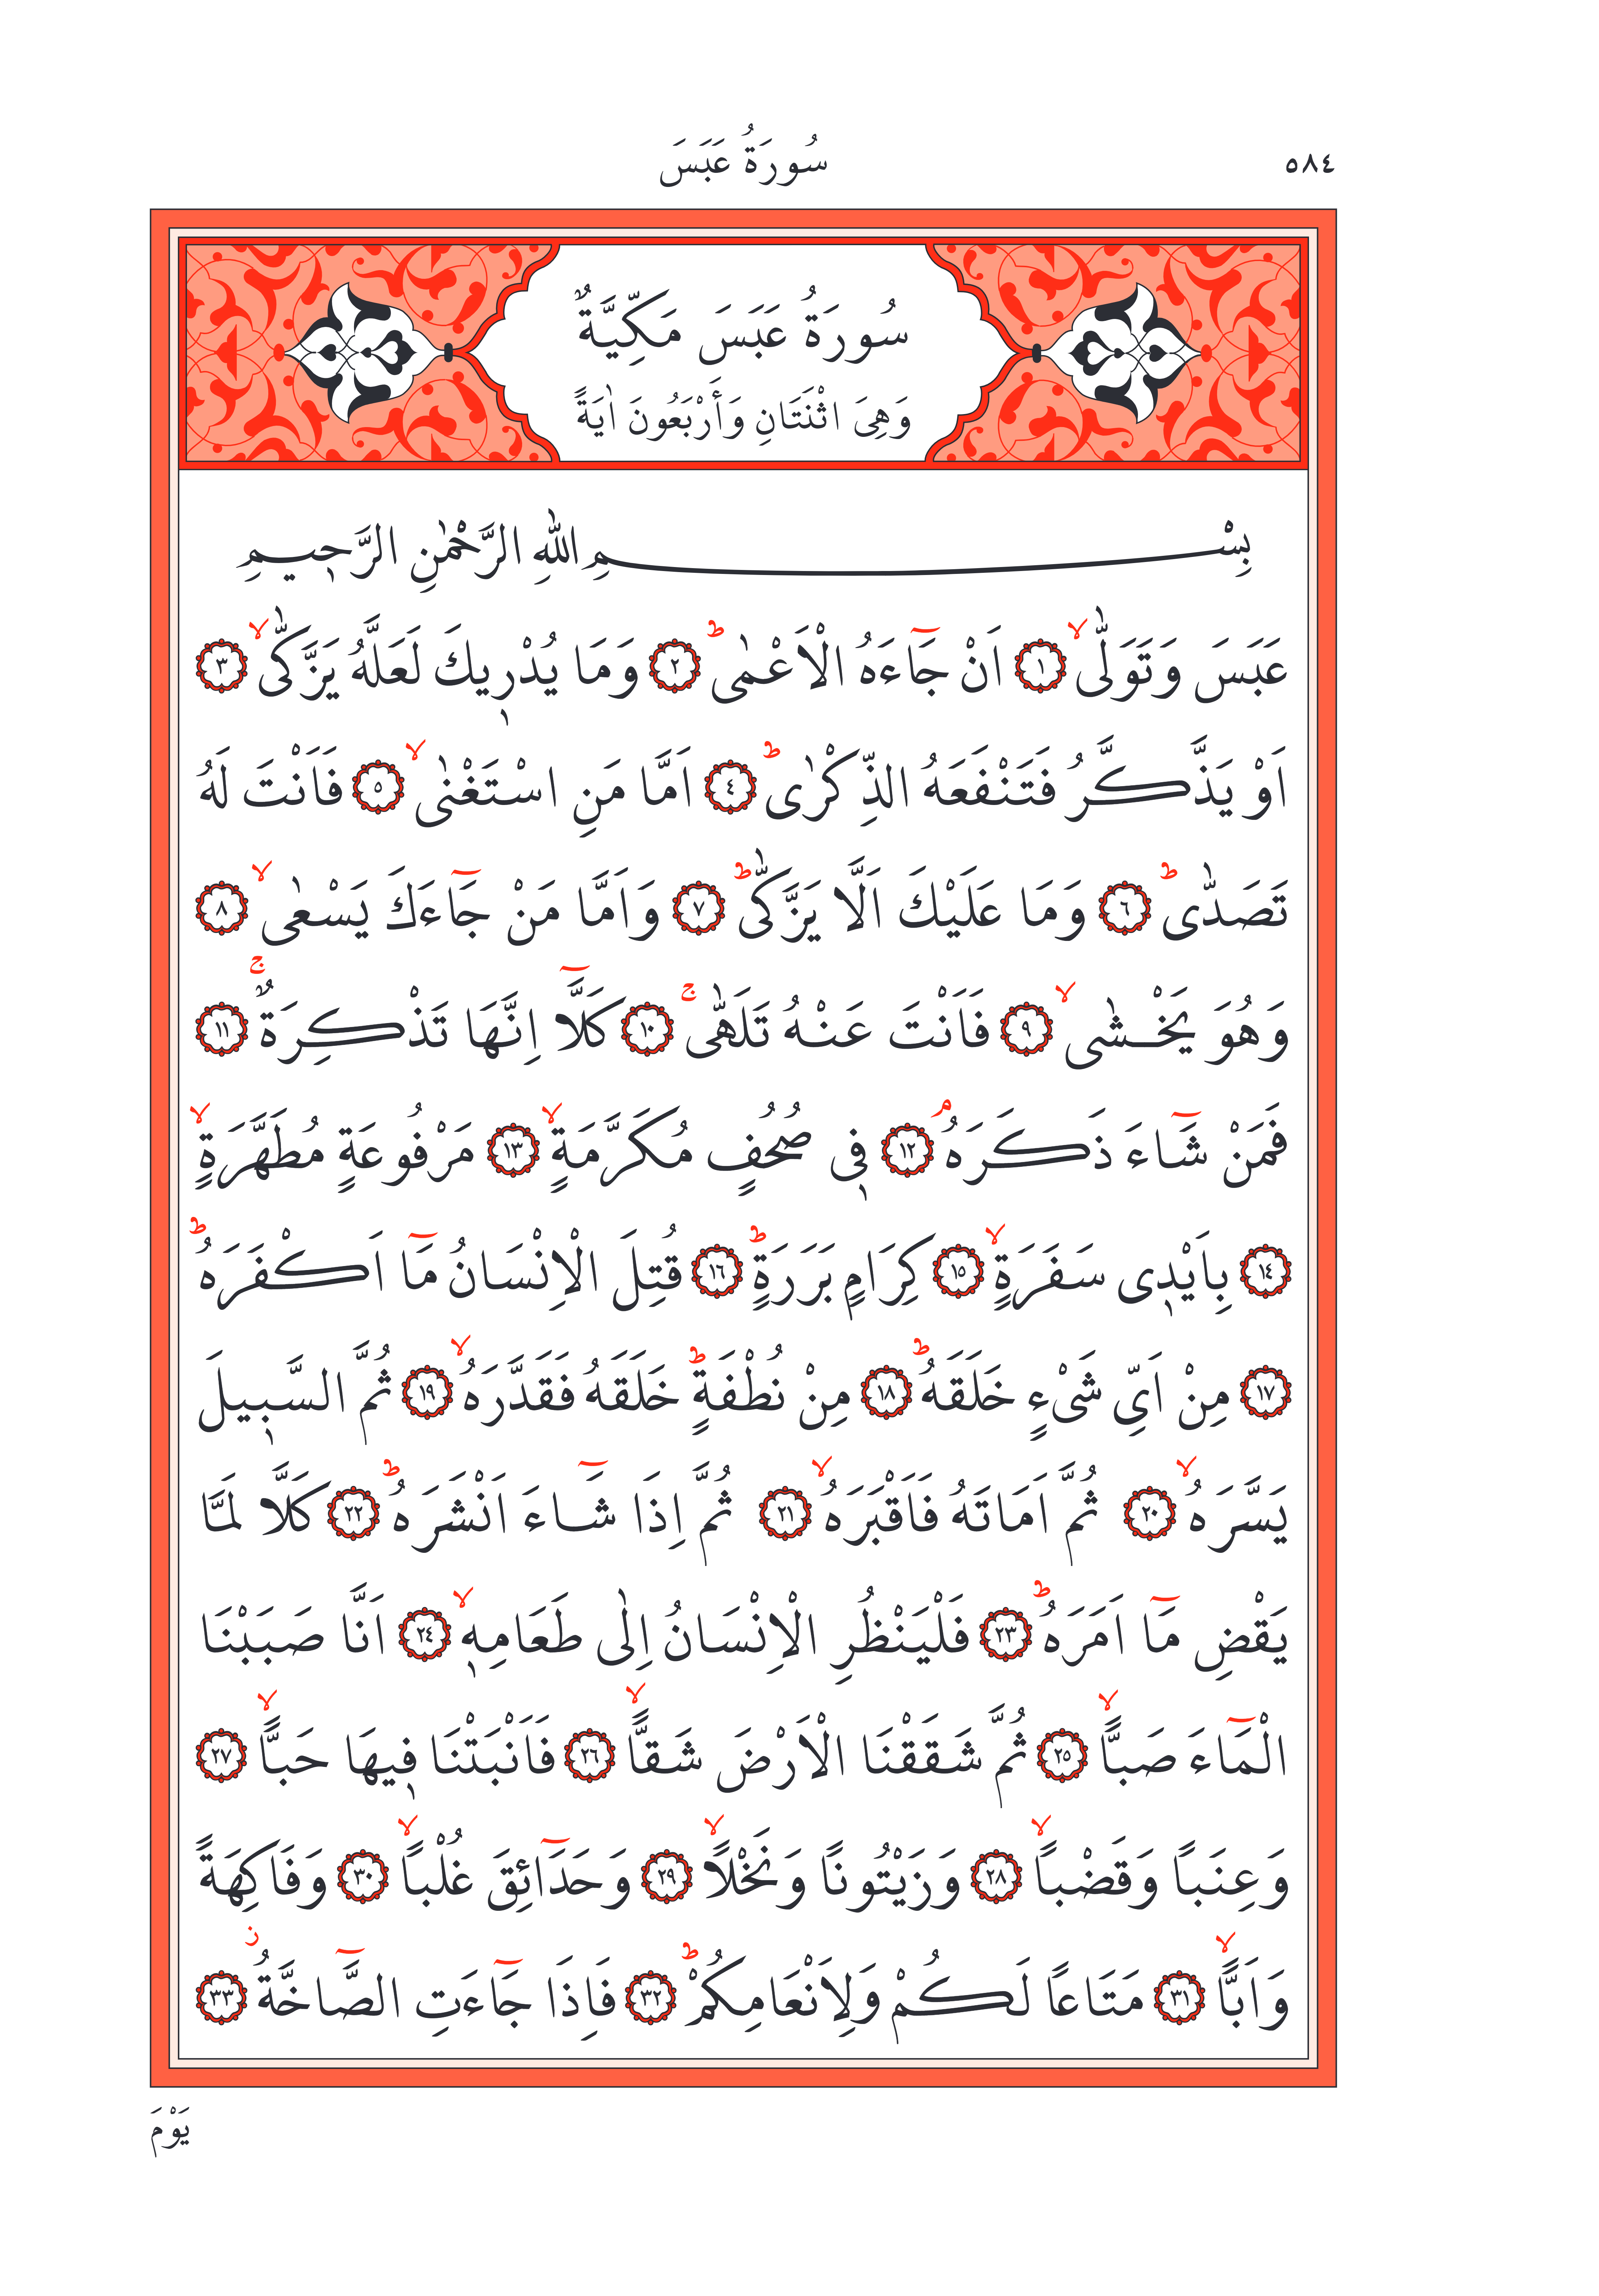 ٥٨٤
سُورَةُ عَبَسَ
سُورَةُ عَبَسَ مَكِّيَّةٌ
وَهِىَ اثْنَتَانِ وَأَرْبَعُونَ اٰيَةً
بِسْمِ اللّٰهِ الرَّحْمٰنِ الرَّحٖيمِ
عَبَسَ وَتَوَلّٰىۙ ﴿١﴾ اَنْ جَٓاءَهُ الْاَعْمٰىؕ ﴿٢﴾ وَمَا يُدْرٖيكَ لَعَلَّهُ يَزَّكّٰىۙ ﴿٣﴾
اَوْ يَذَّكَّرُ فَتَنْفَعَهُ الذِّكْرٰىؕ ﴿٤﴾ اَمَّا مَنِ اسْتَغْنٰىۙ ﴿٥﴾ فَاَنْتَ لَهُ
تَصَدّٰىؕ ﴿٦﴾ وَمَا عَلَيْكَ اَلَّا يَزَّكّٰىؕ ﴿٧﴾ وَاَمَّا مَنْ جَٓاءَكَ يَسْعٰىۙ ﴿٨﴾
وَهُوَ يَخْشٰىۙ ﴿٩﴾ فَاَنْتَ عَنْهُ تَلَهّٰىۚ ﴿١٠﴾ كَلَّٓا اِنَّهَا تَذْكِرَةٌۚ ﴿١١﴾
فَمَنْ شَٓاءَ ذَكَرَهُۘ ﴿١٢﴾ فٖى صُحُفٍ مُكَرَّمَةٍۙ ﴿١٣﴾ مَرْفُوعَةٍ مُطَهَّرَةٍۙ
﴿١٤﴾ بِاَيْدٖى سَفَرَةٍۙ ﴿١٥﴾ كِرَامٍ بَرَرَةٍؕ ﴿١٦﴾ قُتِلَ الْاِنْسَانُ مَٓا اَكْفَرَهُؕ
﴿١٧﴾ مِنْ اَىِّ شَىْءٍ خَلَقَهُؕ ﴿١٨﴾ مِنْ نُطْفَةٍؕ خَلَقَهُ فَقَدَّرَهُۙ ﴿١٩﴾ ثُمَّ السَّبٖيلَ
يَسَّرَهُۙ ﴿٢٠﴾ ثُمَّ اَمَاتَهُ فَاَقْبَرَهُۙ ﴿٢١﴾ ثُمَّ اِذَا شَٓاءَ اَنْشَرَهُؕ ﴿٢٢﴾ كَلَّا لَمَّا
يَقْضِ مَٓا اَمَرَهُؕ ﴿٢٣﴾ فَلْيَنْظُرِ الْاِنْسَانُ اِلٰى طَعَامِهٖۙ ﴿٢٤﴾ اَنَّا صَبَبْنَا
الْمَٓاءَ صَبًّاۙ ﴿٢٥﴾ ثُمَّ شَقَقْنَا الْاَرْضَ شَقًّاۙ ﴿٢٦﴾ فَاَنْبَتْنَا فٖيهَا حَبًّاۙ ﴿٢٧﴾
وَعِنَبًا وَقَضْبًاۙ ﴿٢٨﴾ وَزَيْتُونًا وَنَخْلًاۙ ﴿٢٩﴾ وَحَدَٓائِقَ غُلْبًاۙ ﴿٣٠﴾ وَفَاكِهَةً
وَاَبًّاۙ ﴿٣١﴾ مَتَاعًا لَكُمْ وَلِاَنْعَامِكُمْؕ ﴿٣٢﴾ فَاِذَا جَٓاءَتِ الصَّٓاخَّةُؗ ﴿٣٣﴾
يَوْمَ